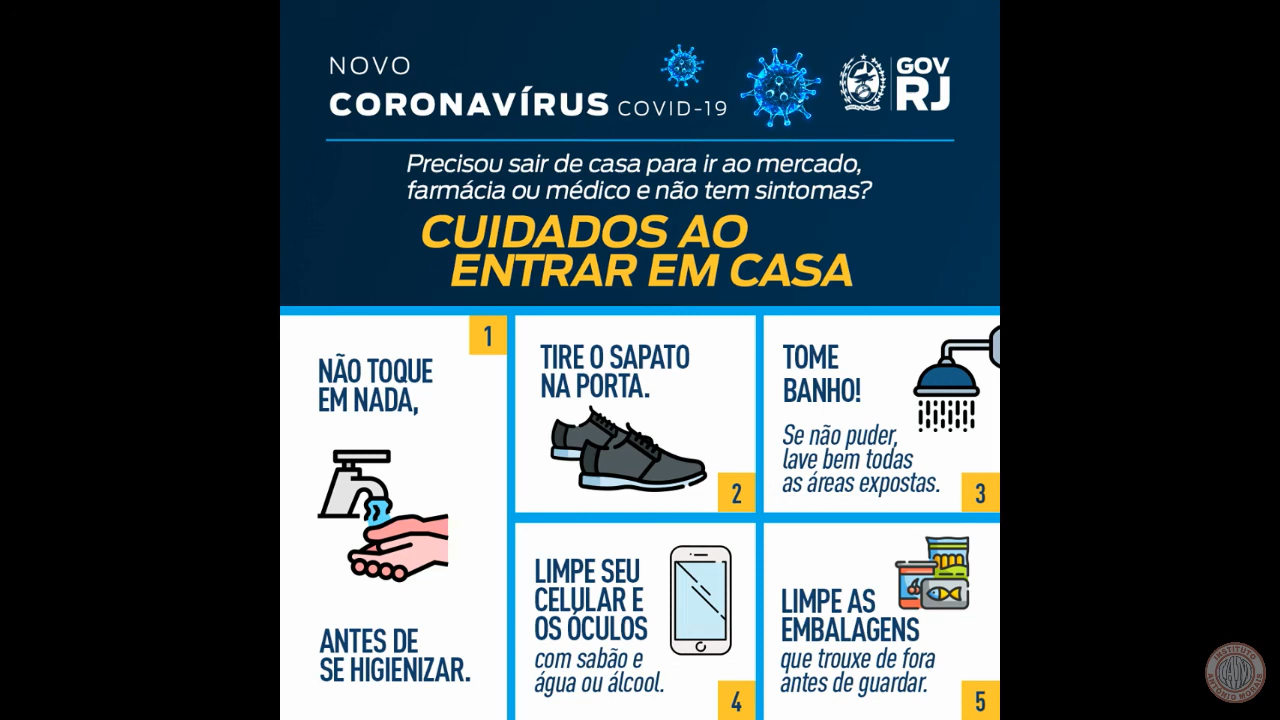 NOVO
CORONAVÍRUS COVID-19
GOV
RJ
Precisou sair de casa para ir ao mercado,
farmácia ou médico e não tem sintomas?
CUIDADOS AO
ENTRAR EM CASA
1
NÃO TOQUE
EM NADA,
ANTES DE
SE HIGIENIZAR.
TIRE O SAPATO
NA PORTA.
2
TOME
BANHO!
Se não puder,
lave bem todas
as áreas expostas.
3
LIMPE SEU
CELULAR E
OS ÓCULOS
com sabão e
água ou álcool.
4
LIMPE AS
EMBALAGENS
que trouxe de fora
antes de guardar.
5
INSTITUTO